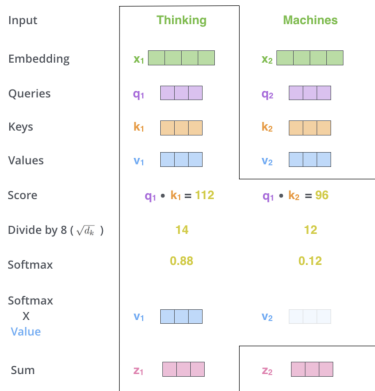 Input Thinking Machines
Embedding x1 x2
Queries q1 q2
Keys k1 k2
Values v1 v2
Score q1 • k1 = 112 q1 • k2 = 96
Divide by 8 ( √dk ) 14 12
Softmax 0.88 0.12
Softmax
X
Value v1 v2
Sum z1 z2